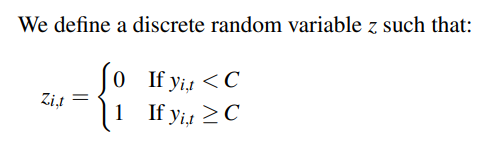 We define a discrete random variable z such that:
z_{i,t} = { 0 If y_{i,t} < C
1 If y_{i,t} ≥ C